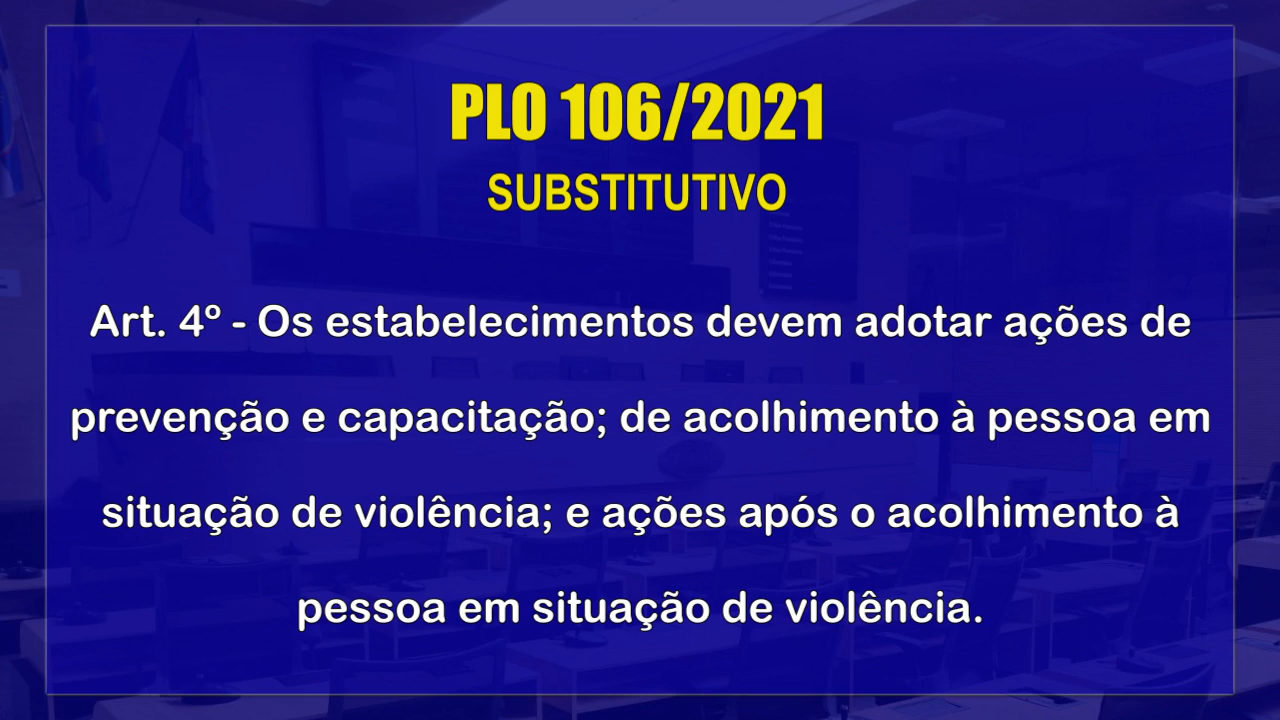 PLO 106/2021
SUBSTITUTIVO
Art. 4º - Os estabelecimentos devem adotar ações de
prevenção e capacitação; de acolhimento à pessoa em
situação de violência; e ações após o acolhimento à
pessoa em situação de violência.